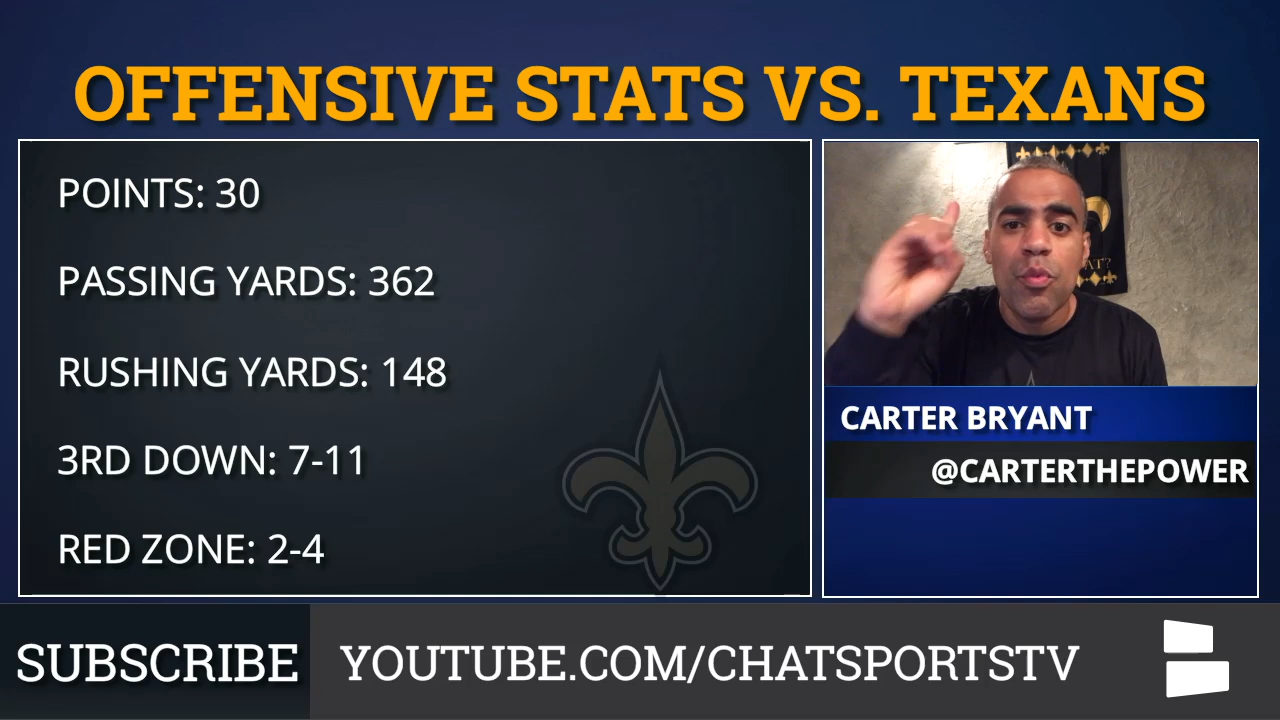 OFFENSIVE STATS VS. TEXANS
POINTS: 30
PASSING YARDS: 362
RUSHING YARDS: 148
3RD DOWN: 7-11
RED ZONE: 2-4
AT?
CARTER BRYANT
@CARTERTHEPOWER
SUBSCRIBE
YOUTUBE.COM/CHATSPORTSTV